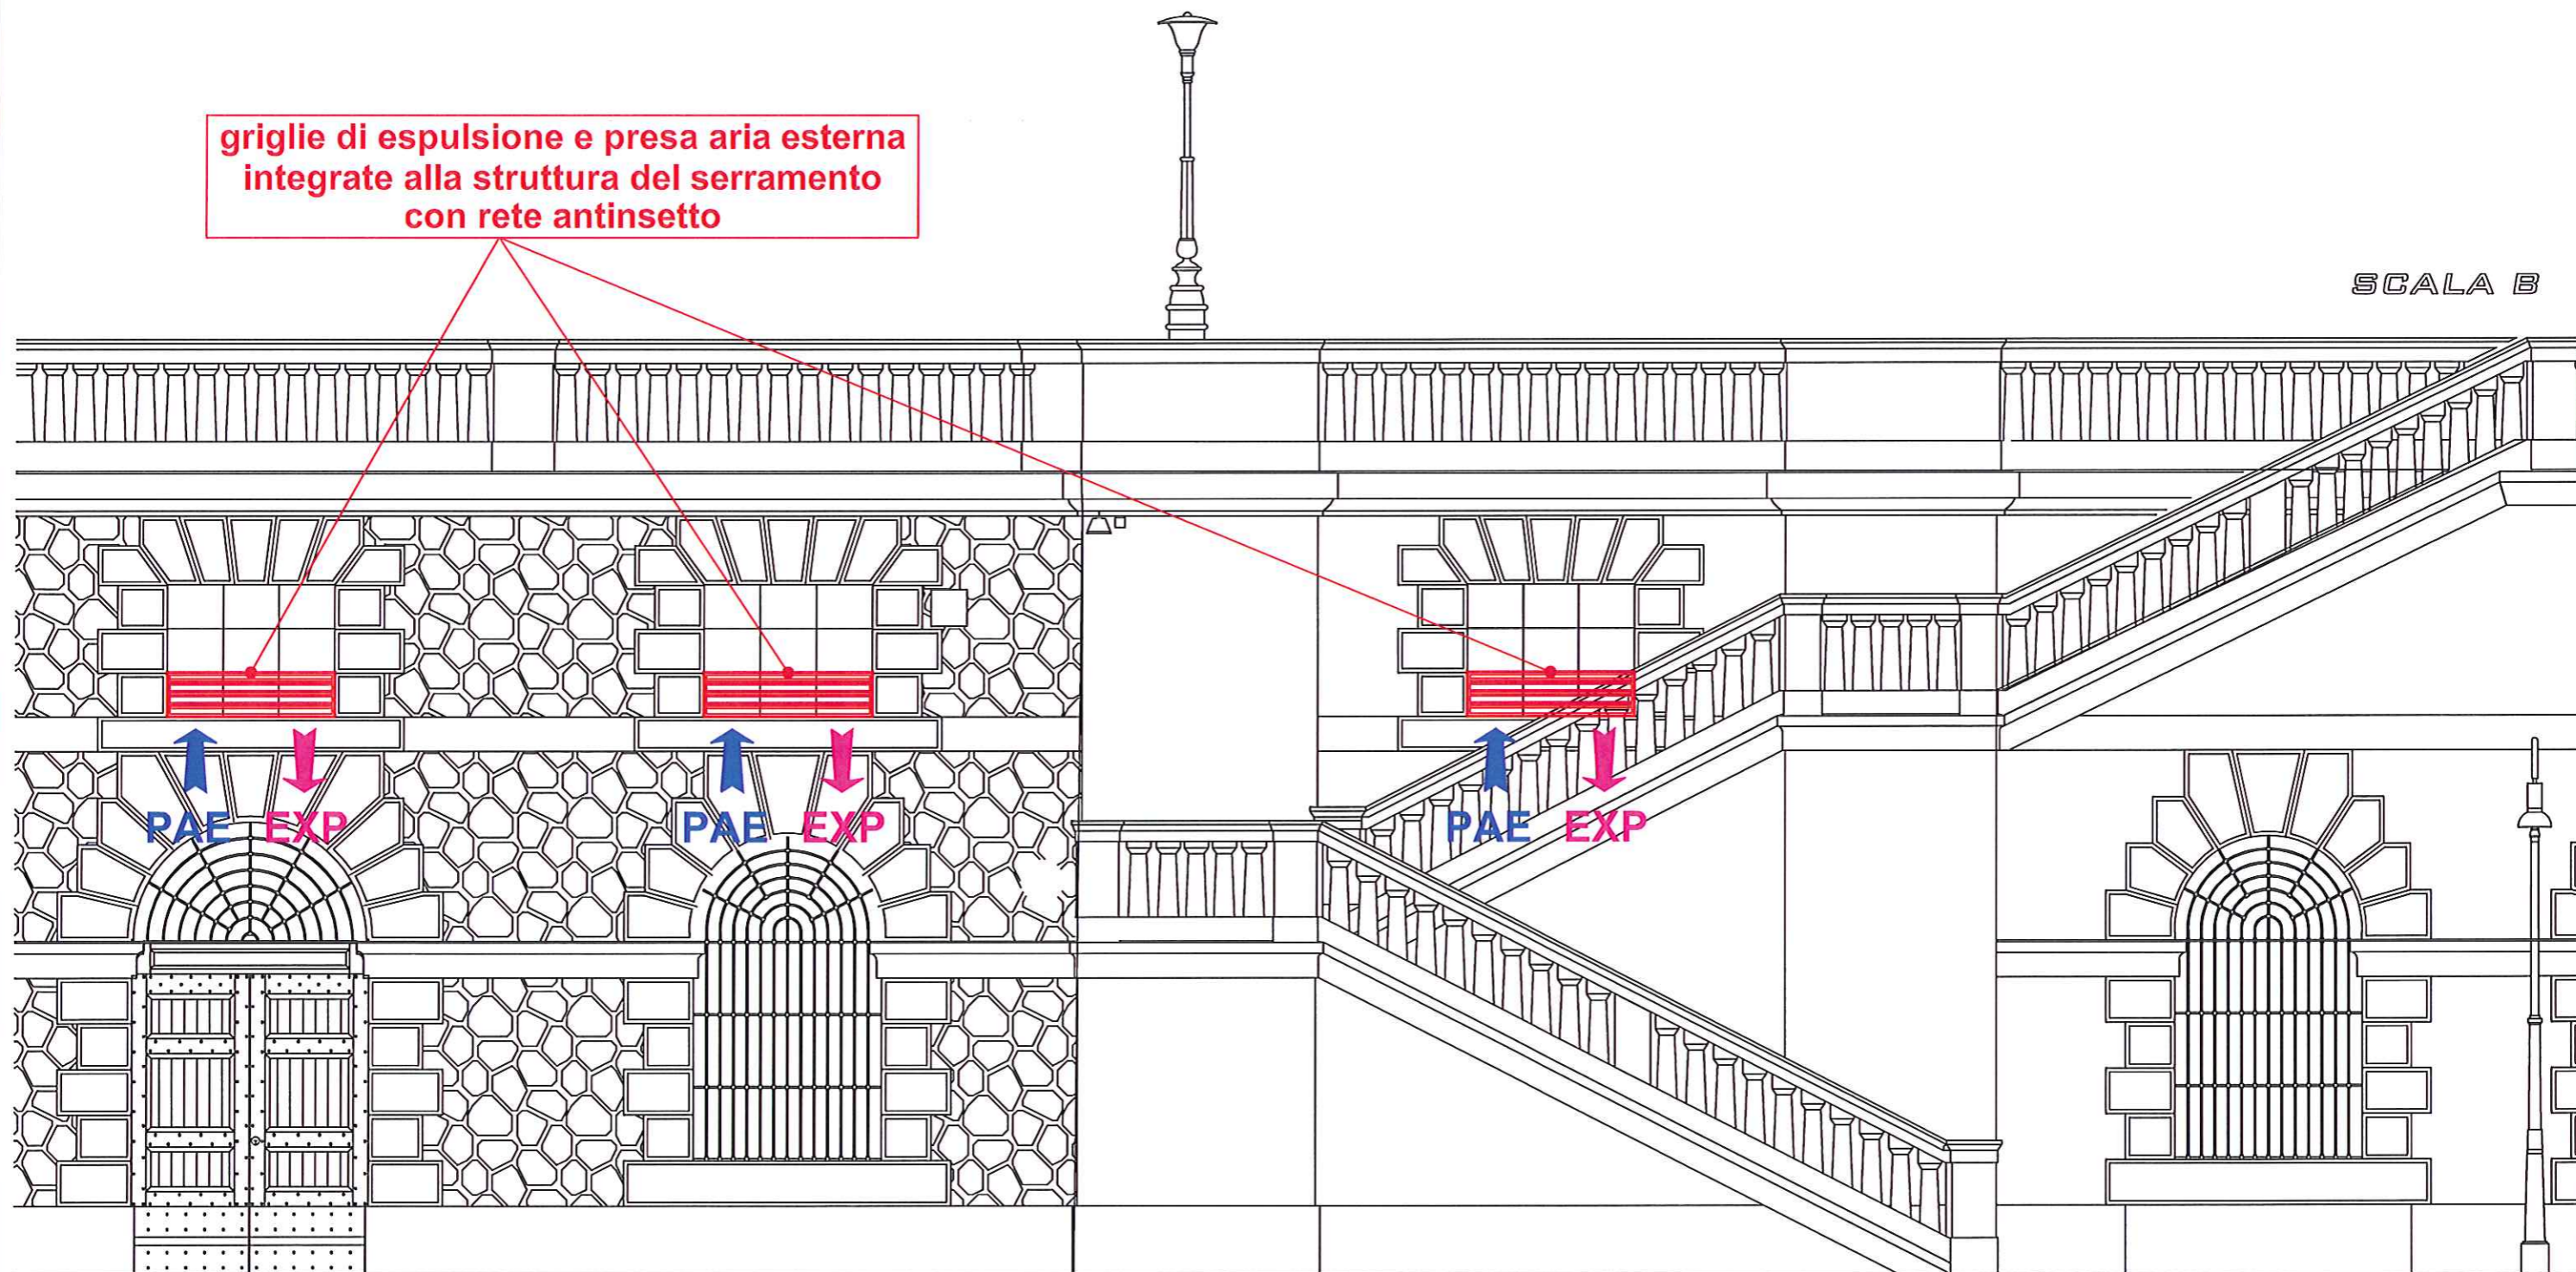 griglie di espulsione e presa aria esterna
integrate alla struttura del serramento
con rete antinsetto
SCALA B
PAE EXP
PAE EXP
PAE EXP